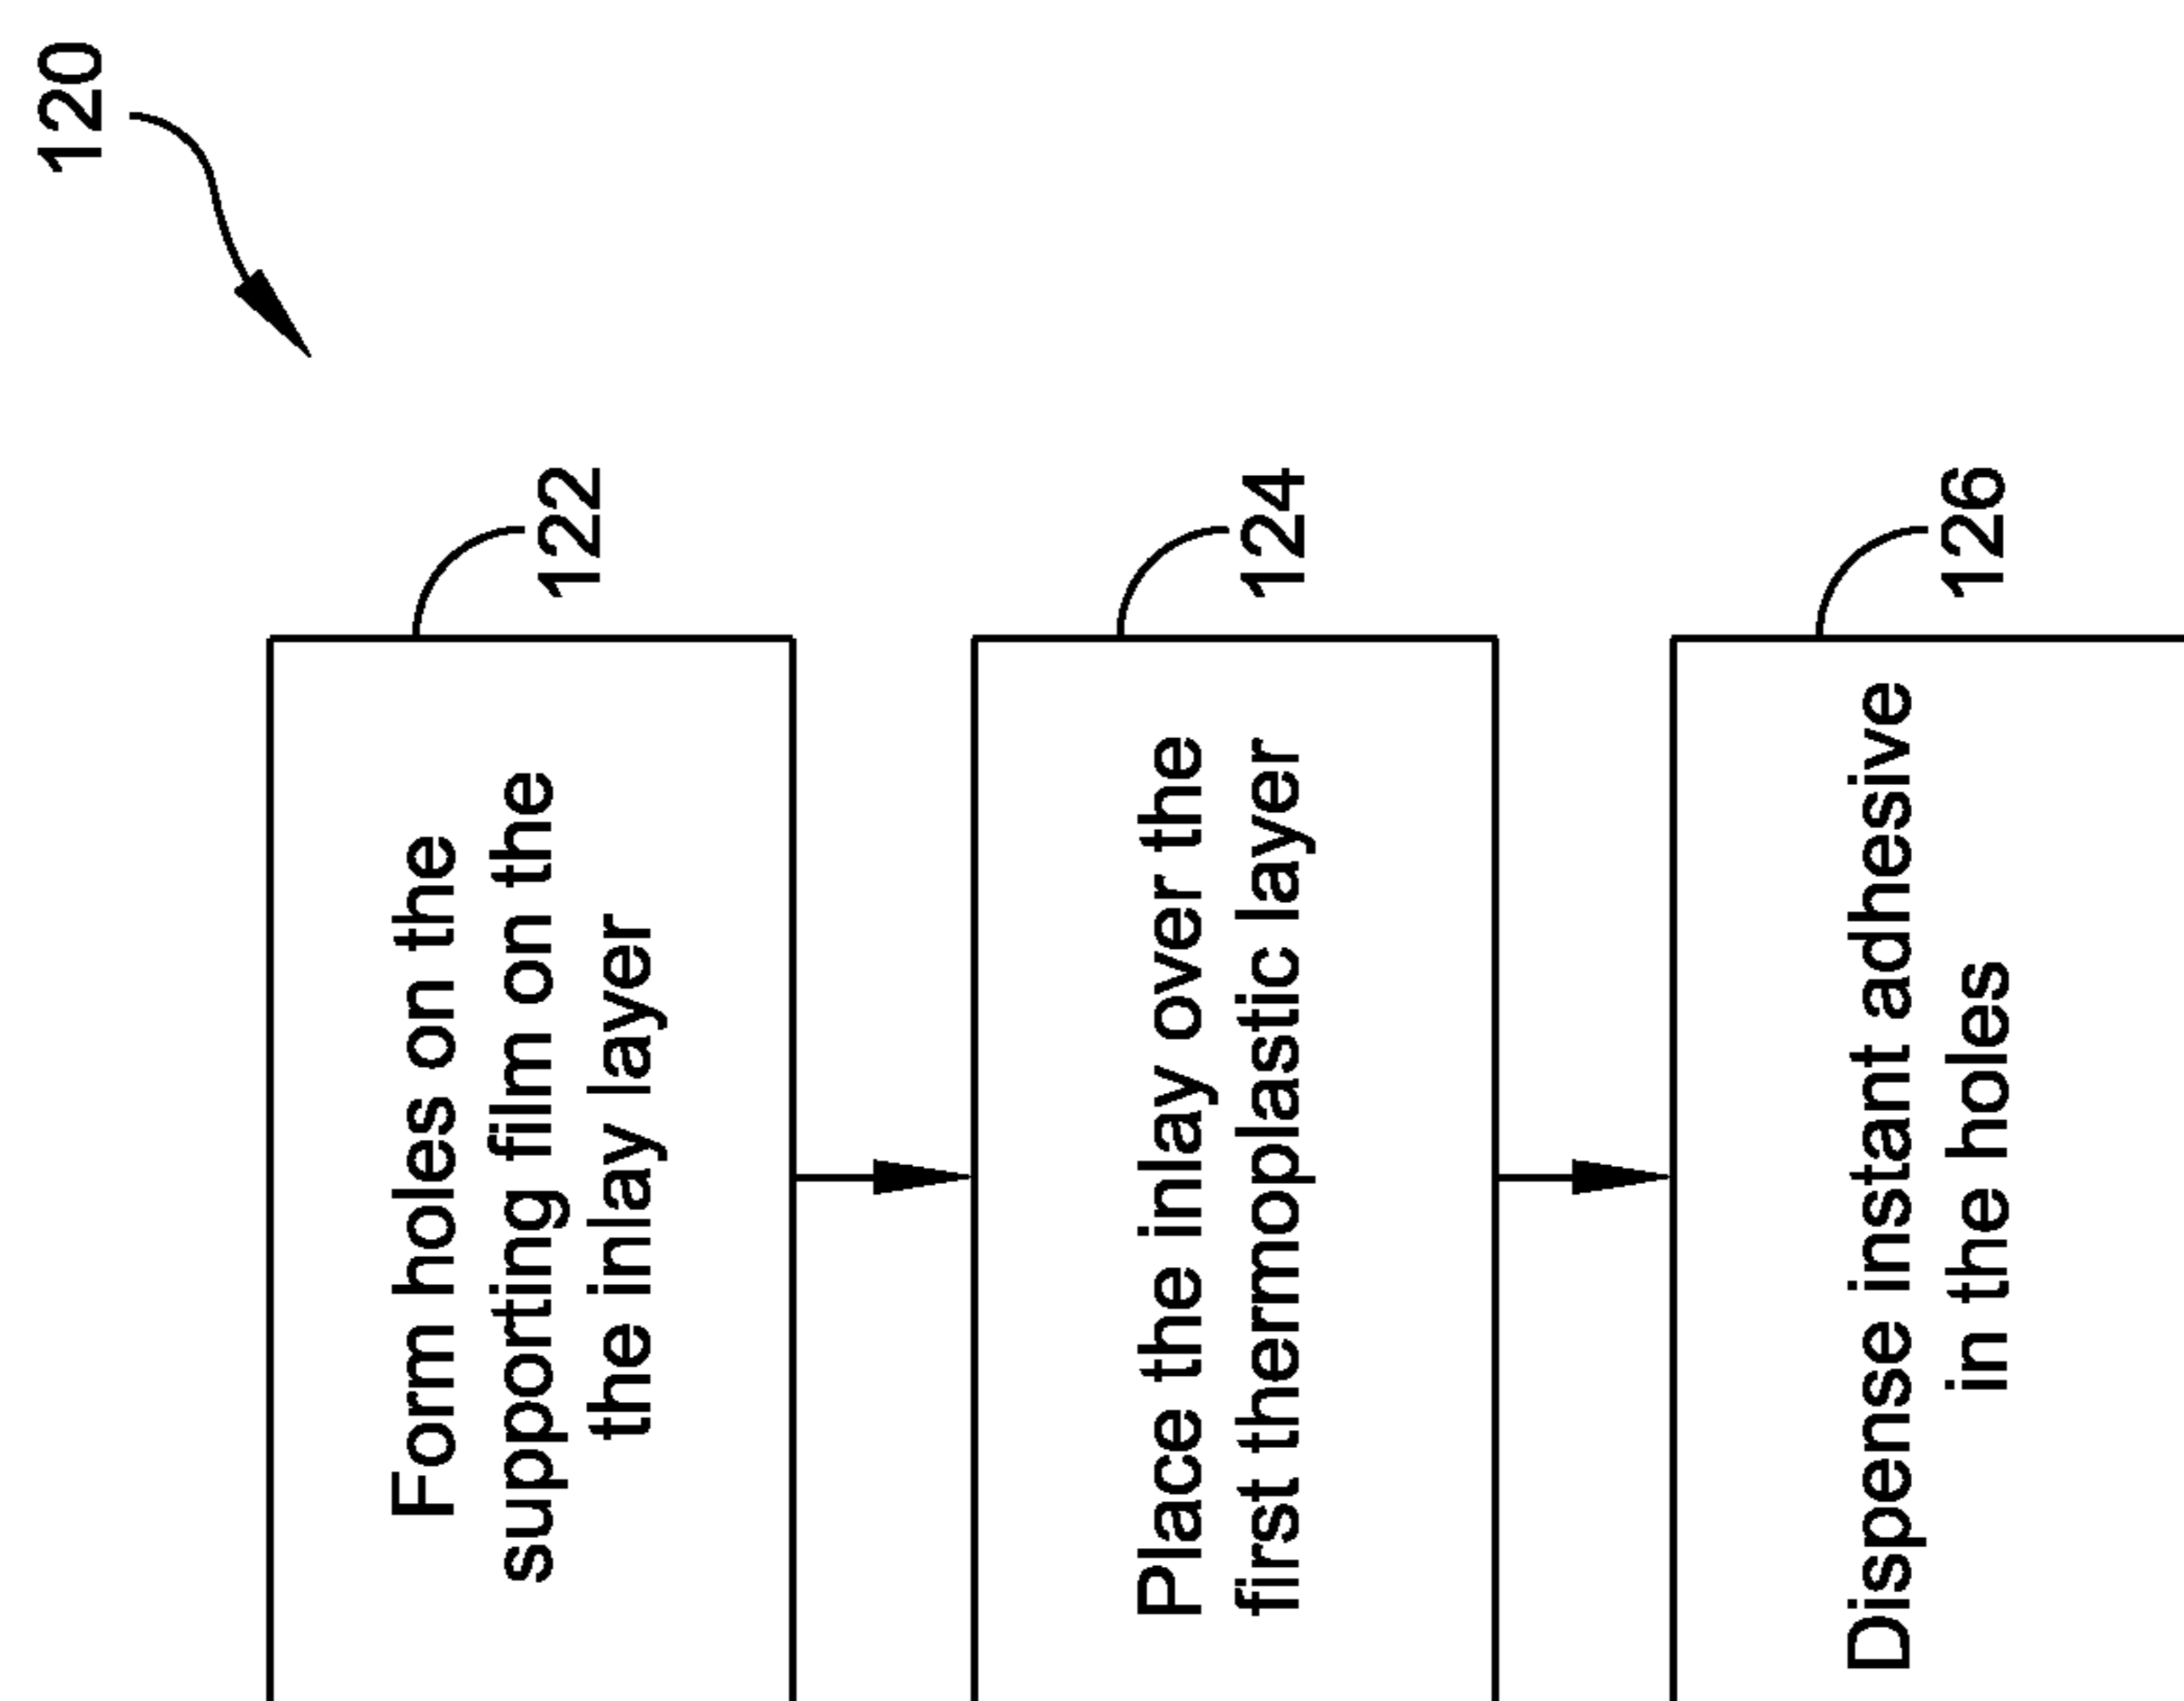 120
122
Form holes on the
supporting film on the
the inlay layer
124
Place the inlay over the
first thermoplastic layer
126
Dispense instant adhesive
in the holes